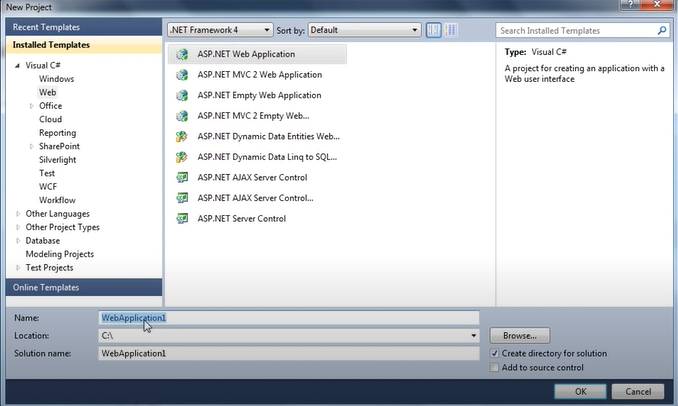 New Project
Recent Templates
Installed Templates
Visual C#
Windows
Web
Office
Cloud
Reporting
SharePoint
Silverlight
Test
WCF
Workflow
Other Languages
Other Project Types
Database
Modeling Projects
Test Projects
Online Templates
.NET Framework 4 Sort by: Default
ASP.NET Web Application
ASP.NET MVC 2 Web Application
ASP.NET Empty Web Application
ASP.NET MVC 2 Empty Web...
ASP.NET Dynamic Data Entities Web...
ASP.NET Dynamic Data Linq to SQL...
ASP.NET AJAX Server Control
ASP.NET AJAX Server Control...
ASP.NET Server Control
Search Installed Templates
Type: Visual C#
A project for creating an application with a
Web user interface
Name: WebApplication1
Location: C:\ Browse...
Solution name: WebApplication1
Create directory for solution
Add to source control
OK Cancel